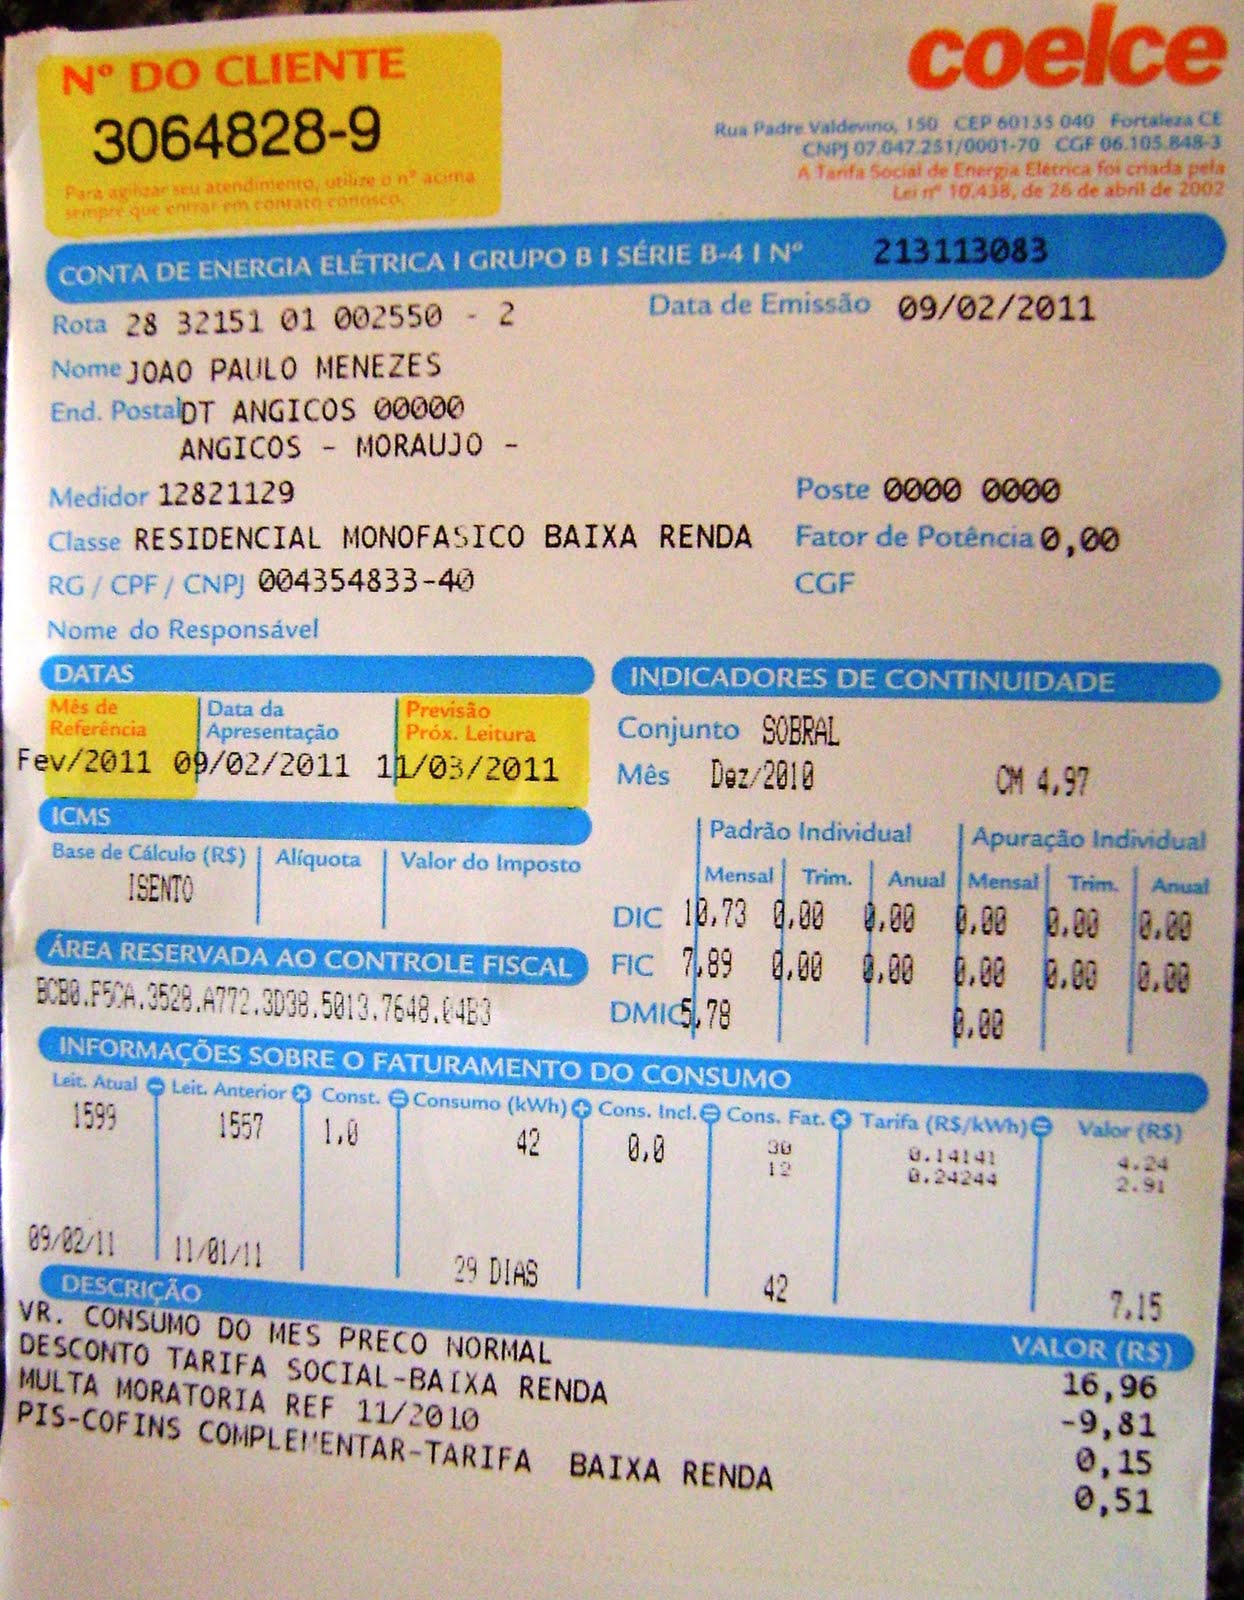 Nº DO CLIENTE
3064828-9
Para agilizar seu atendimento, utilize o nº acima
sempre que entrar em contato conosco.
coelce
Rua Padre Valdevino, 150 CEP 60135 040 Fortaleza CE
CNPJ 07.047.251/0001-70 CGF 06.105.848-3
A Tarifa Social de Energia Elétrica foi criada pela
Lei nº 10.438, de 26 de abril de 2002
CONTA DE ENERGIA ELÉTRICA I GRUPO B I SÉRIE B-4 I Nº 213113083
Rota 28 32151 01 002550 - 2 Data de Emissão 09/02/2011
Nome JOAO PAULO MENEZES
End. Postal DT ANGICOS 00000
ANGICOS - MORAUJO -
Medidor 12821129 Poste 0000 0000
Classe RESIDENCIAL MONOFASICO BAIXA RENDA Fator de Potência 0,00
RG / CPF / CNPJ 004354833-40 CGF
Nome do Responsável
DATAS
Mês de Referência Data da Apresentação Previsão Próx. Leitura
Fev/2011 09/02/2011 11/03/2011
ICMS
Base de Cálculo (R$) Alíquota Valor do Imposto
ISENTO
ÁREA RESERVADA AO CONTROLE FISCAL
BCB0.F5CA.3528.A772.3D38.5013.7648.04B3
INDICADORES DE CONTINUIDADE
Conjunto SOBRAL
Mês Dez/2010 CM 4,97
Padrão Individual Apuração Individual
Mensal Trim. Anual Mensal Trim. Anual
DIC 10,73 0,00 0,00 0,00 0,00 0,00
FIC 7,89 0,00 0,00 0,00 0,00 0,00
DMIC 5,78 0,00
INFORMAÇÕES SOBRE O FATURAMENTO DO CONSUMO
Leit. Atual - Leit. Anterior x Const. = Consumo (kWh) + Cons. Incl. = Cons. Fat. x Tarifa (R$/kWh) = Valor (R$)
1599 1557 1,0 42 0,0 30 0.14141 4.24
12 0.24244 2.91
09/02/11 11/01/11 29 DIAS 42 7,15
DESCRIÇÃO VALOR (R$)
VR. CONSUMO DO MES PRECO NORMAL 16,96
DESCONTO TARIFA SOCIAL-BAIXA RENDA -9,81
MULTA MORATORIA REF 11/2010 0,15
PIS-COFINS COMPLEMENTAR-TARIFA BAIXA RENDA 0,51